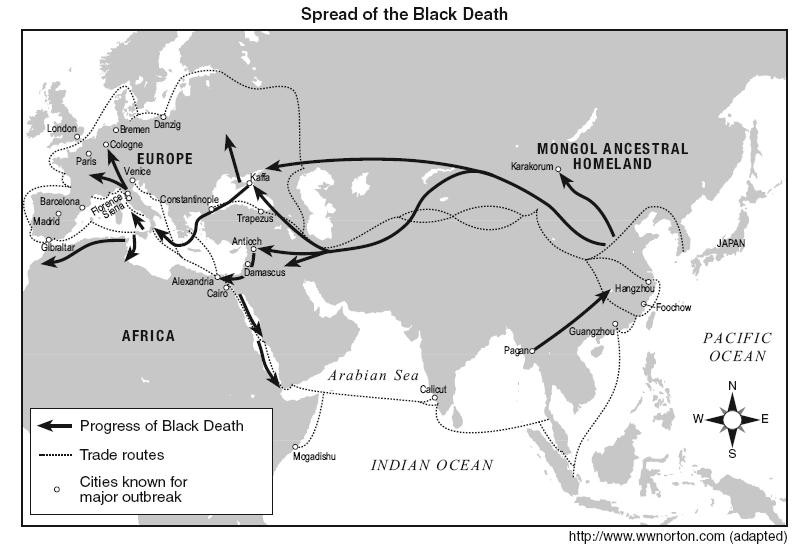 Spread of the Black Death
London
Bremen
Danzig
Cologne
Paris
EUROPE
Venice
MONGOL ANCESTRAL
HOMELAND
Karakorum
Kaffa
Barcelona
Florence
Siena
Constantinople
Madrid
Trapezus
Gibraltar
Antioch
JAPAN
Damascus
Alexandria
Cairo
Hangzhou
Foochow
AFRICA
Guangzhou
Pagano
PACIFIC
OCEAN
Arabian Sea
Calicut
N
W
E
S
Progress of Black Death
Trade routes
Cities known for
major outbreak
Mogadishu
INDIAN OCEAN
http://www.wwnorton.com (adapted)